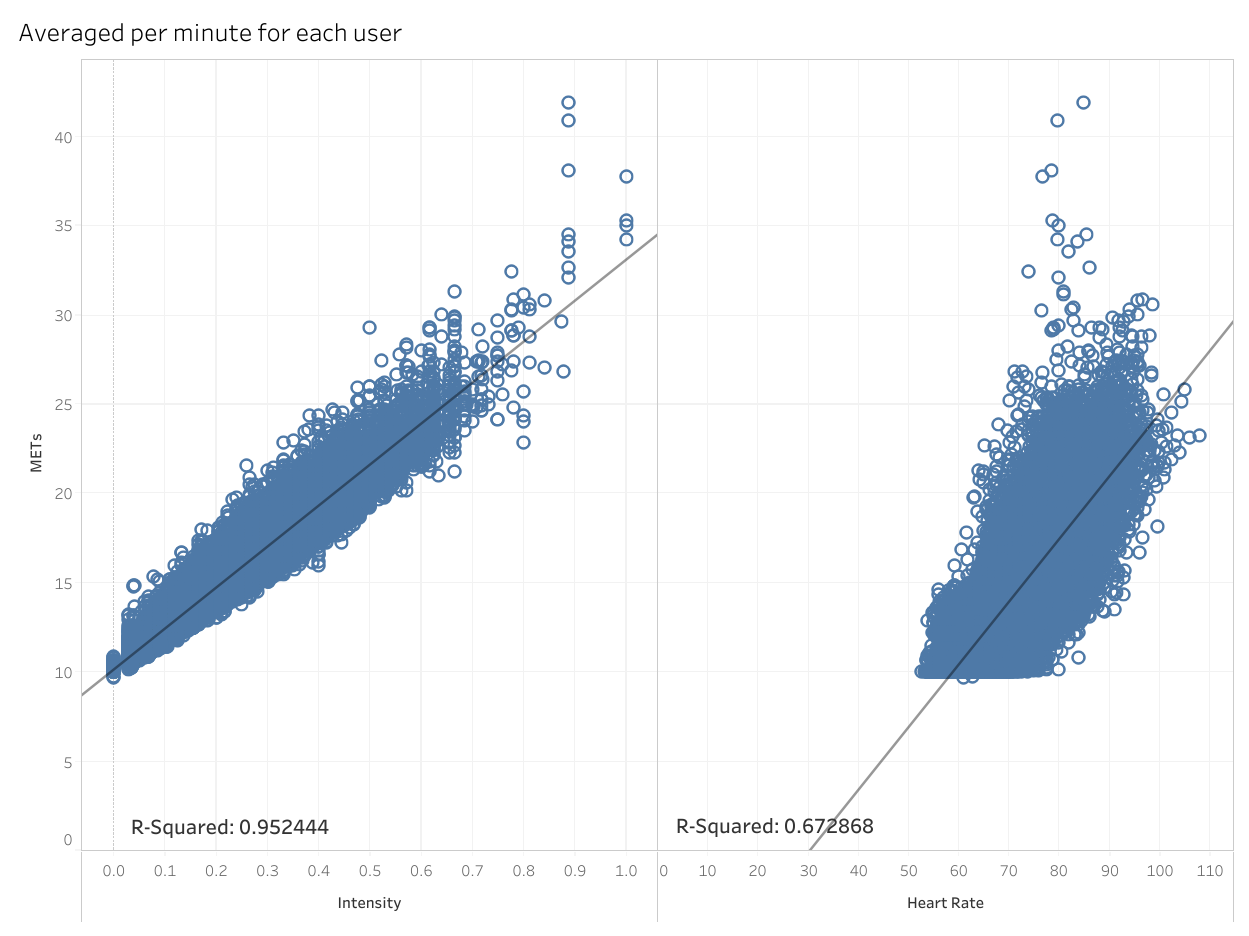 Averaged per minute for each user
METs
40
35
30
25
20
15
10
5
0
R-Squared: 0.952444
R-Squared: 0.672868
0.0 0.1 0.2 0.3 0.4 0.5 0.6 0.7 0.8 0.9 1.0
0 10 20 30 40 50 60 70 80 90 100 110
Intensity
Heart Rate